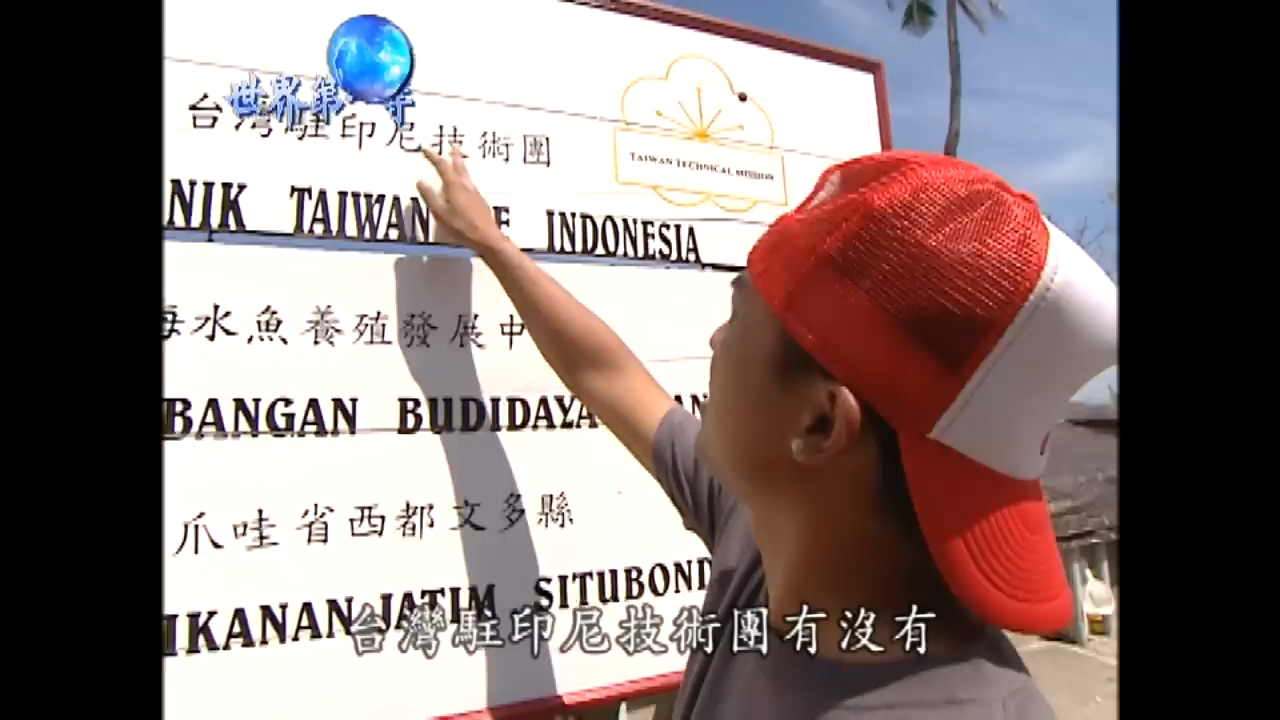 世界第一等
台灣駐印尼技術團
TAIWAN TECHNICAL MISSION
NIK TAIWAN INDONESIA
海水魚養殖發展中
BANGAN BUDIDAYA
爪哇省西都文多縣
IKANAN JATIM SITUBOND
台灣駐印尼技術團有沒有